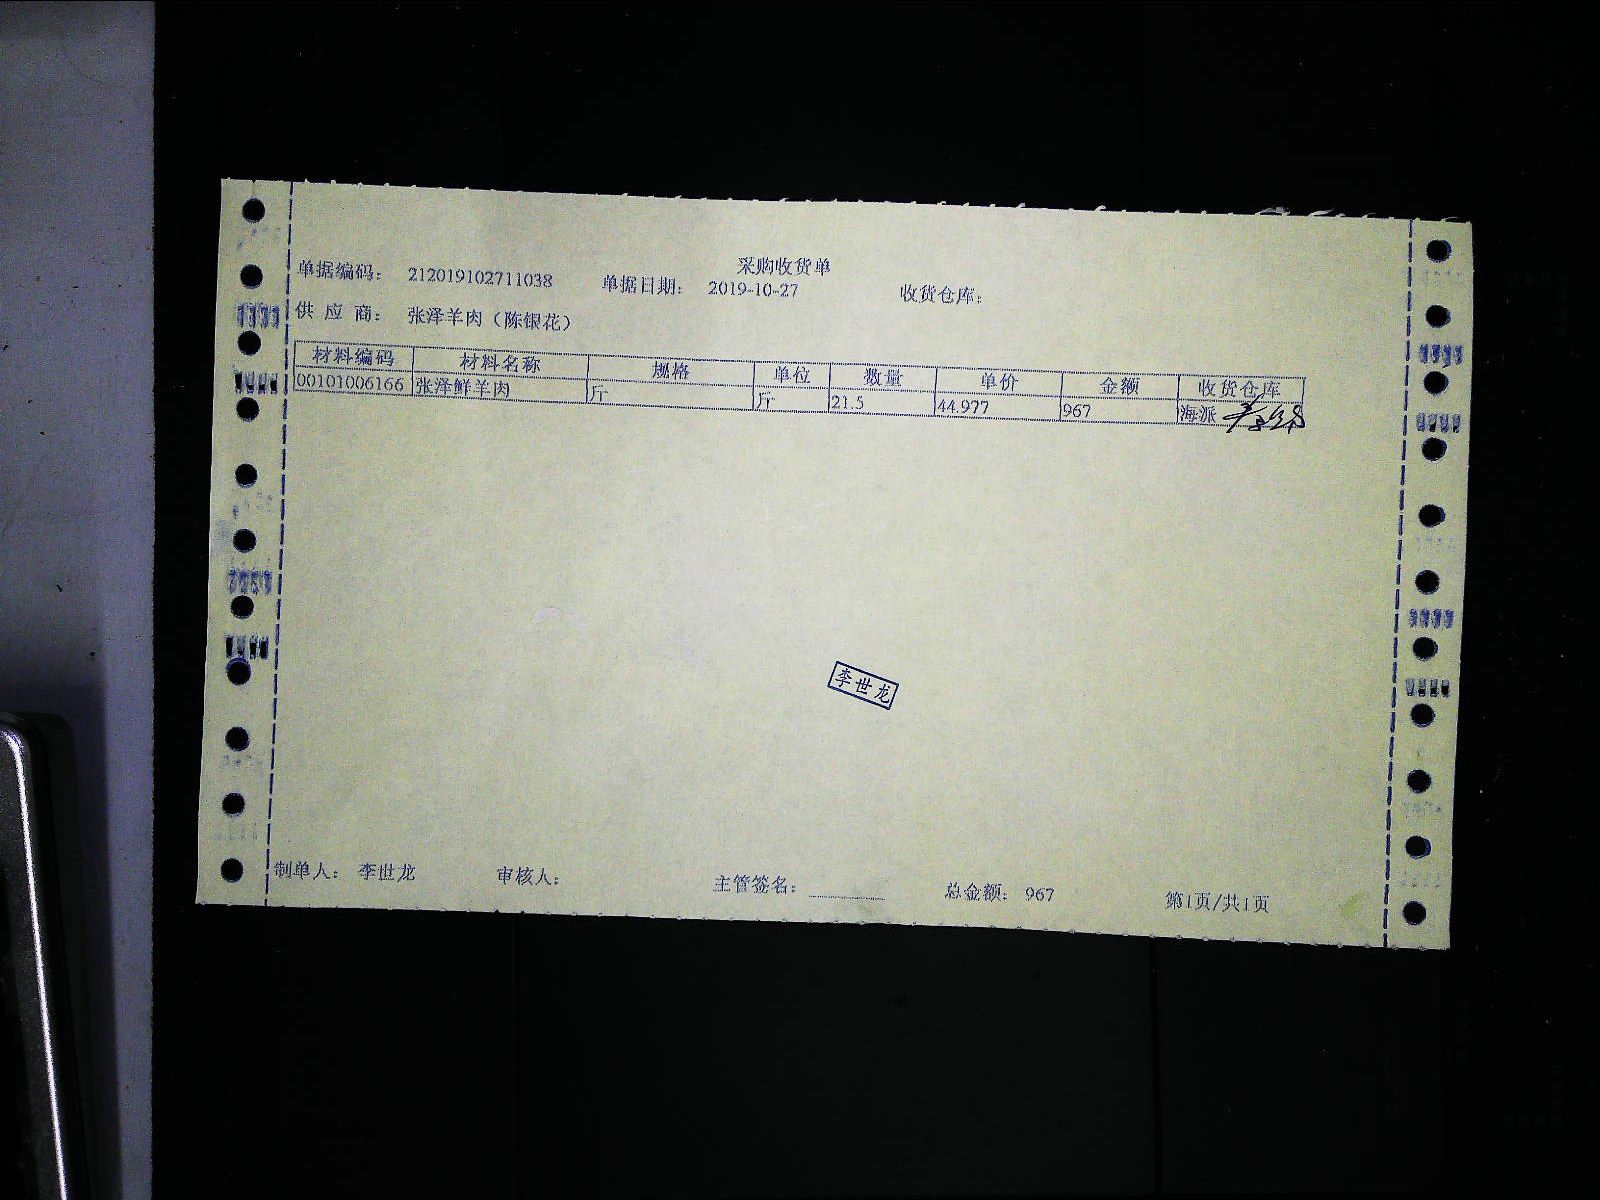 采购收货单
单据编码： 212019102711038 单据日期： 2019-10-27 收货仓库：
供 应 商： 张泽羊肉（陈银花）
材料编码 材料名称 规格 单位 数量 单价 金额 收货仓库
00101006166 张泽鲜羊肉 斤 斤 21.5 44.977 967 海派
李世龙
制单人： 李世龙 审核人： 主管签名： 总金额： 967 第1页/共1页